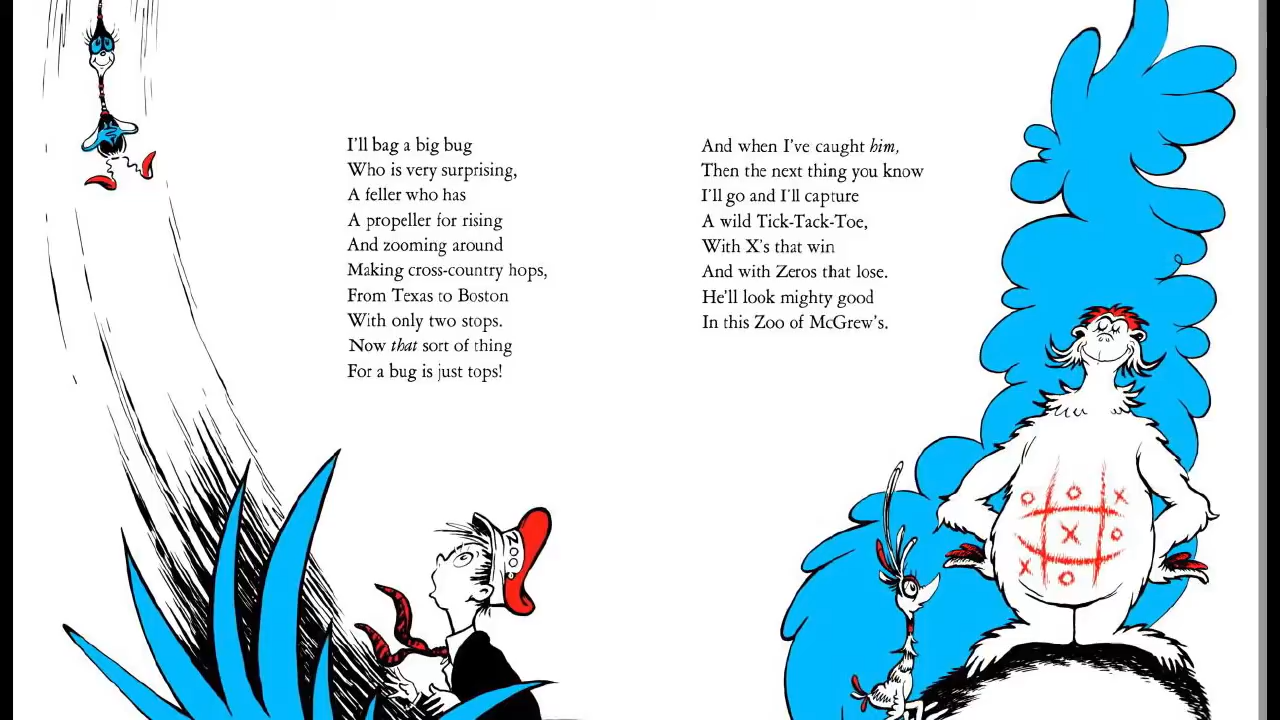 I'll bag a big bug
Who is very surprising,
A feller who has
A propeller for rising
And zooming around
Making cross-country hops,
From Texas to Boston
With only two stops.
Now that sort of thing
For a bug is just tops!
And when I've caught him,
Then the next thing you know
I'll go and I'll capture
A wild Tick-Tack-Toe,
With X's that win
And with Zeros that lose.
He'll look mighty good
In this Zoo of McGrew's.
ZOO
O O X
X O
X O